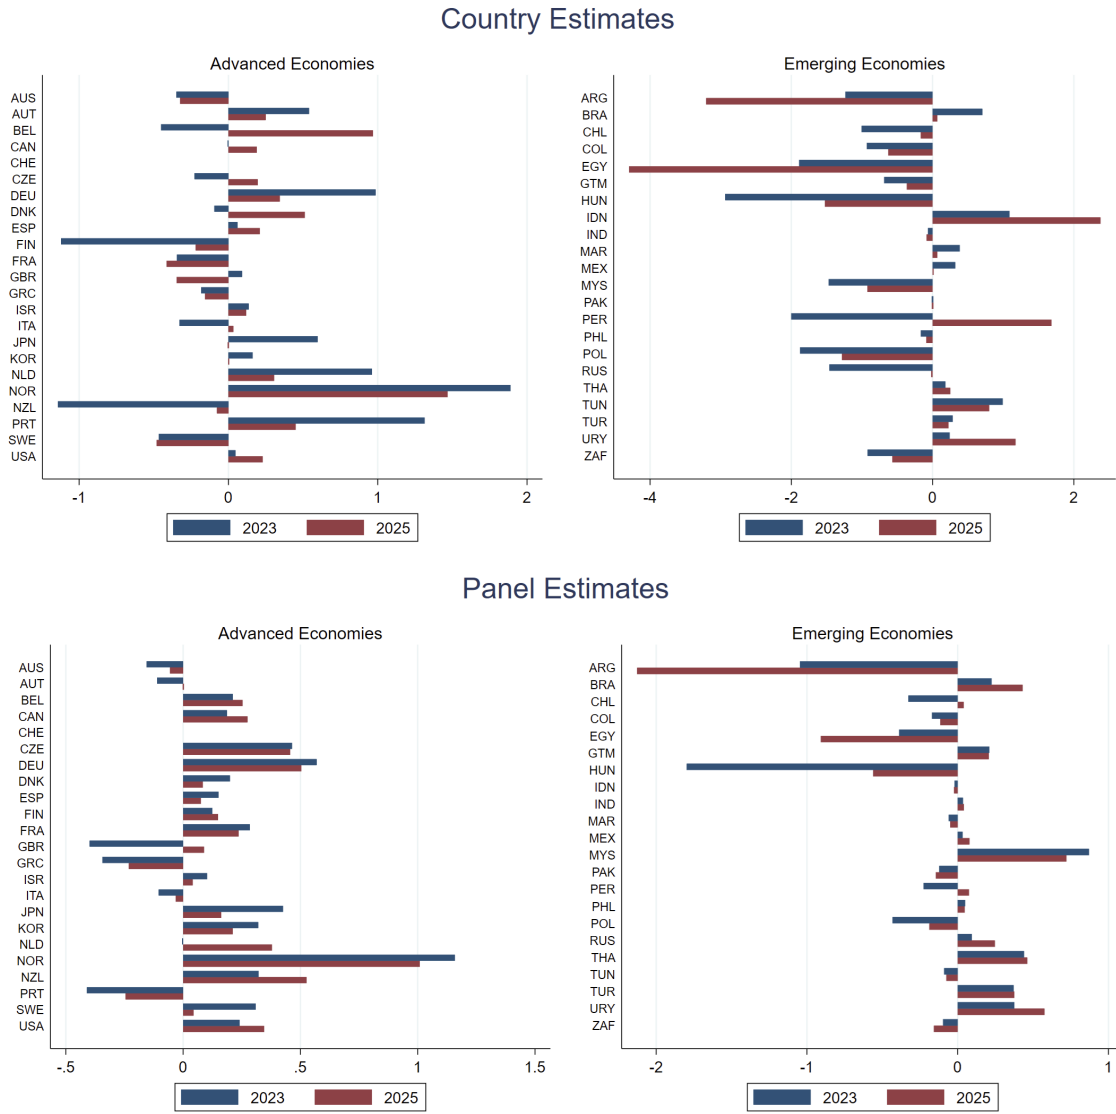 Country Estimates
Advanced Economies
AUS
AUT
BEL
CAN
CHE
CZE
DEU
DNK
ESP
FIN
FRA
GBR
GRC
ISR
ITA
JPN
KOR
NLD
NOR
NZL
PRT
SWE
USA
-1 0 1 2
2023 2025
Emerging Economies
ARG
BRA
CHL
COL
EGY
GTM
HUN
IDN
IND
MAR
MEX
MYS
PAK
PER
PHL
POL
RUS
THA
TUN
TUR
URY
ZAF
-4 -2 0 2
2023 2025
Panel Estimates
Advanced Economies
AUS
AUT
BEL
CAN
CHE
CZE
DEU
DNK
ESP
FIN
FRA
GBR
GRC
ISR
ITA
JPN
KOR
NLD
NOR
NZL
PRT
SWE
USA
-.5 0 .5 1 1.5
2023 2025
Emerging Economies
ARG
BRA
CHL
COL
EGY
GTM
HUN
IDN
IND
MAR
MEX
MYS
PAK
PER
PHL
POL
RUS
THA
TUN
TUR
URY
ZAF
-2 -1 0 1
2023 2025